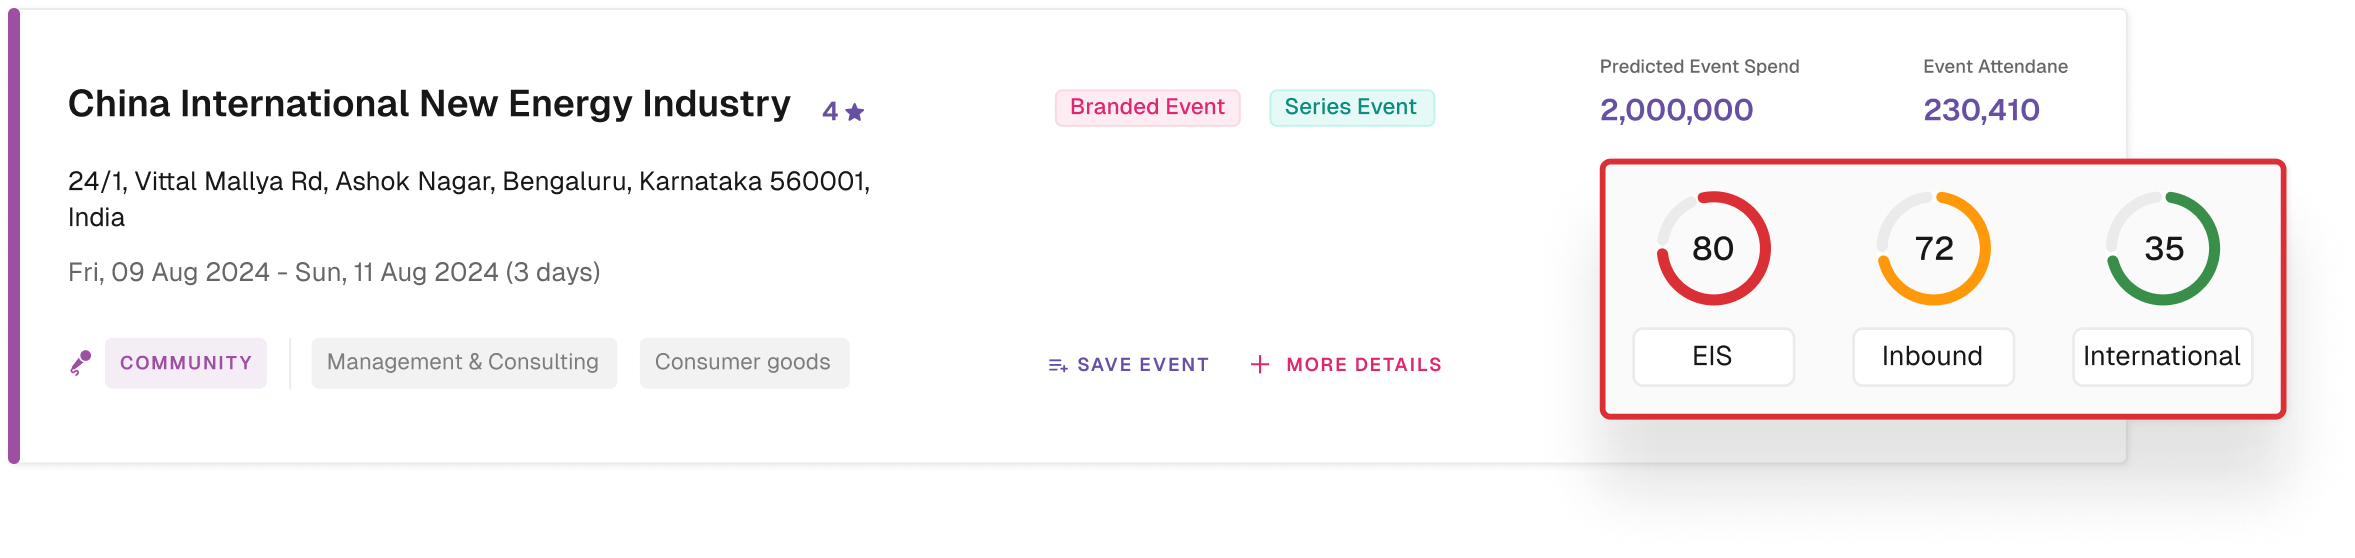 China International New Energy Industry 4
Branded Event
Series Event
Predicted Event Spend
2,000,000
Event Attendane
230,410
24/1, Vittal Mallya Rd, Ashok Nagar, Bengaluru, Karnataka 560001,
India
Fri, 09 Aug 2024 - Sun, 11 Aug 2024 (3 days)
COMMUNITY
Management & Consulting
Consumer goods
SAVE EVENT
MORE DETAILS
80
EIS
72
Inbound
35
International